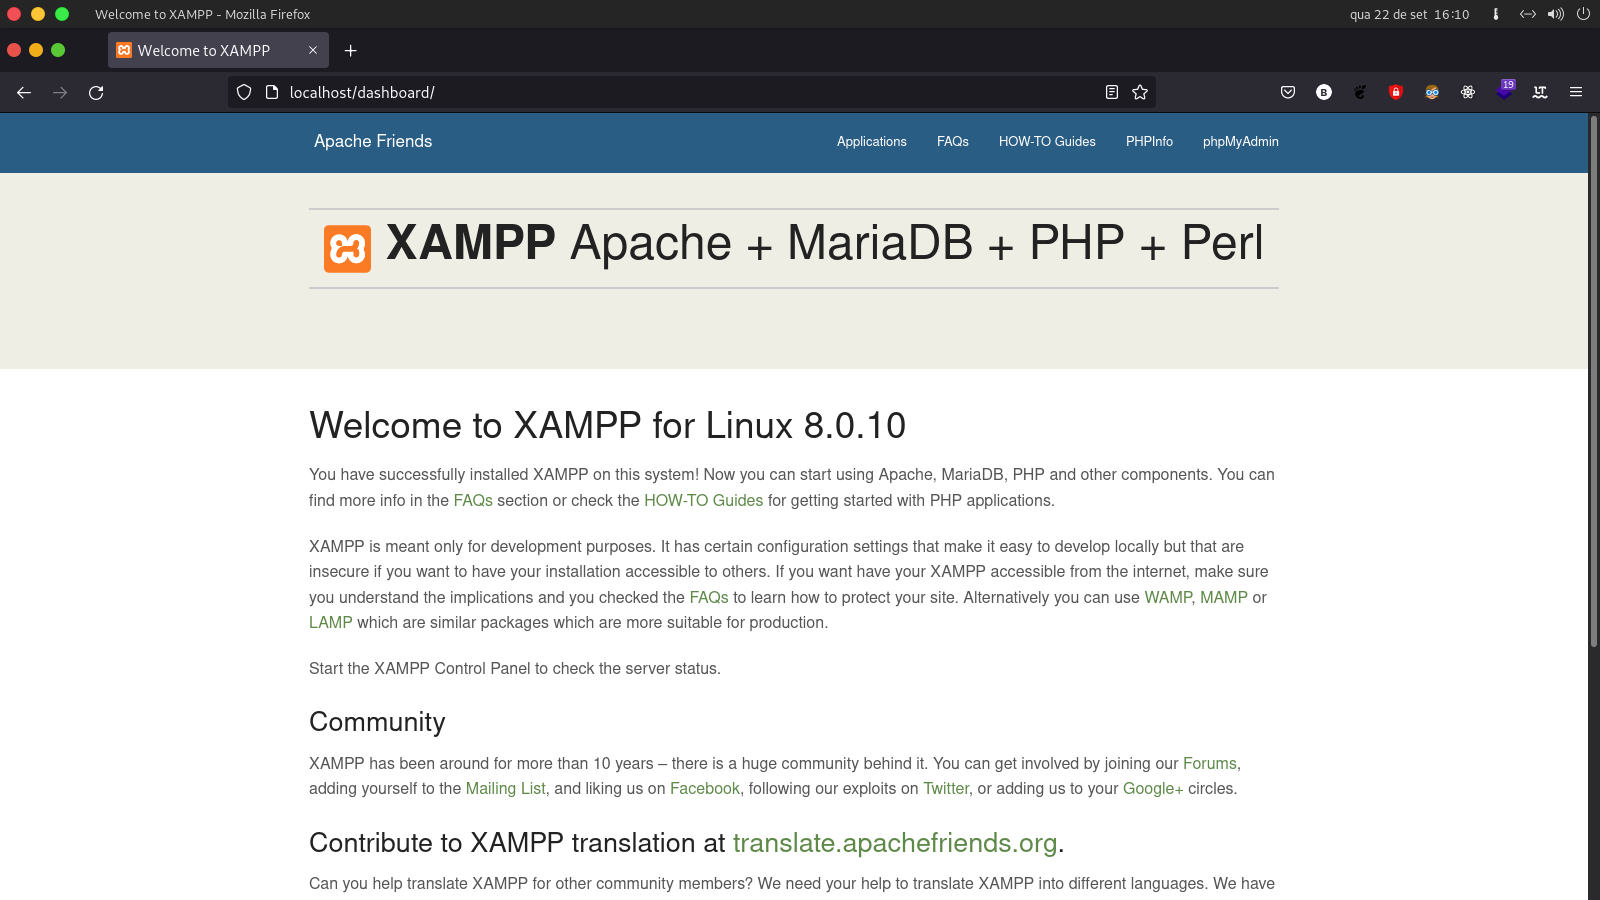 Welcome to XAMPP - Mozilla Firefox
qua 22 de set 16:10
Welcome to XAMPP
localhost/dashboard/
B
19
LT
Apache Friends
Applications
FAQs
HOW-TO Guides
PHPInfo
phpMyAdmin
XAMPP Apache + MariaDB + PHP + Perl
Welcome to XAMPP for Linux 8.0.10
You have successfully installed XAMPP on this system! Now you can start using Apache, MariaDB, PHP and other components. You can
find more info in the FAQs section or check the HOW-TO Guides for getting started with PHP applications.
XAMPP is meant only for development purposes. It has certain configuration settings that make it easy to develop locally but that are
insecure if you want to have your installation accessible to others. If you want have your XAMPP accessible from the internet, make sure
you understand the implications and you checked the FAQs to learn how to protect your site. Alternatively you can use WAMP, MAMP or
LAMP which are similar packages which are more suitable for production.
Start the XAMPP Control Panel to check the server status.
Community
XAMPP has been around for more than 10 years – there is a huge community behind it. You can get involved by joining our Forums,
adding yourself to the Mailing List, and liking us on Facebook, following our exploits on Twitter, or adding us to your Google+ circles.
Contribute to XAMPP translation at translate.apachefriends.org.
Can you help translate XAMPP for other community members? We need your help to translate XAMPP into different languages. We have